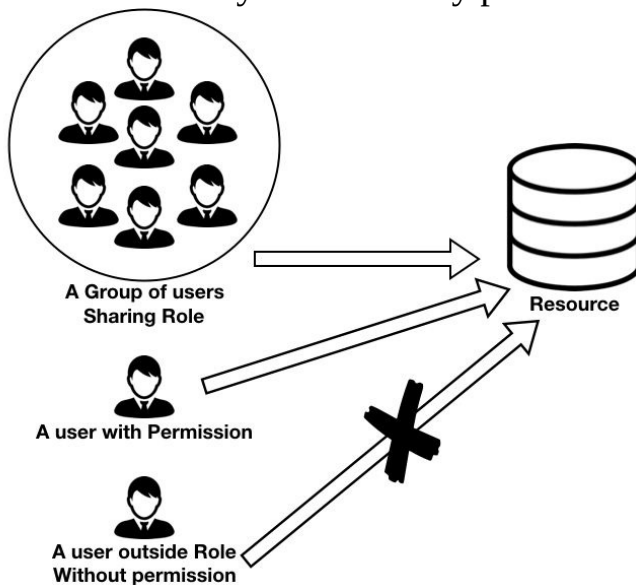 A Group of users
Sharing Role
Resource
A user with Permission
A user outside Role
Without permission